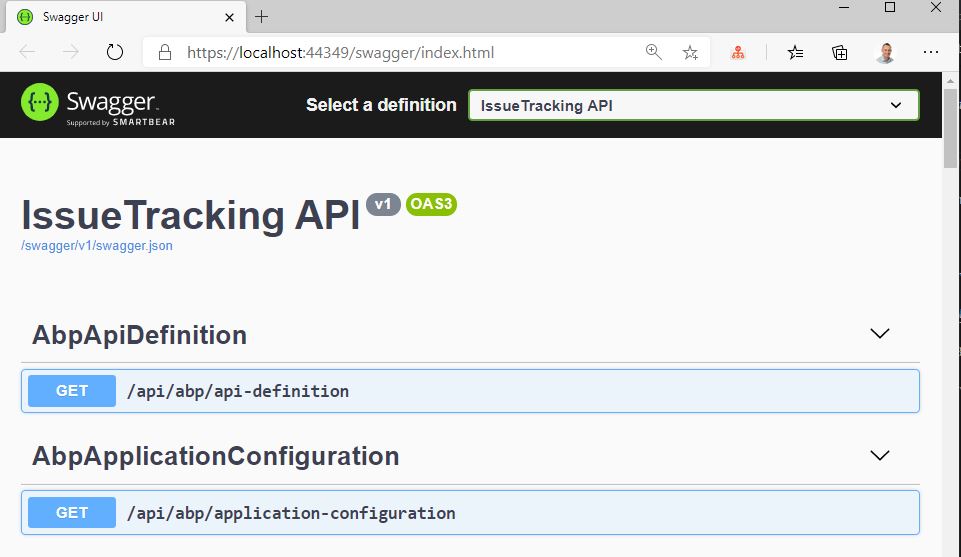 Swagger UI
https://localhost:44349/swagger/index.html
Swagger
Supported by SMARTBEAR
Select a definition
IssueTracking API
IssueTracking API v1 OAS3
/swagger/v1/swagger.json
AbpApiDefinition
GET /api/abp/api-definition
AbpApplicationConfiguration
GET /api/abp/application-configuration